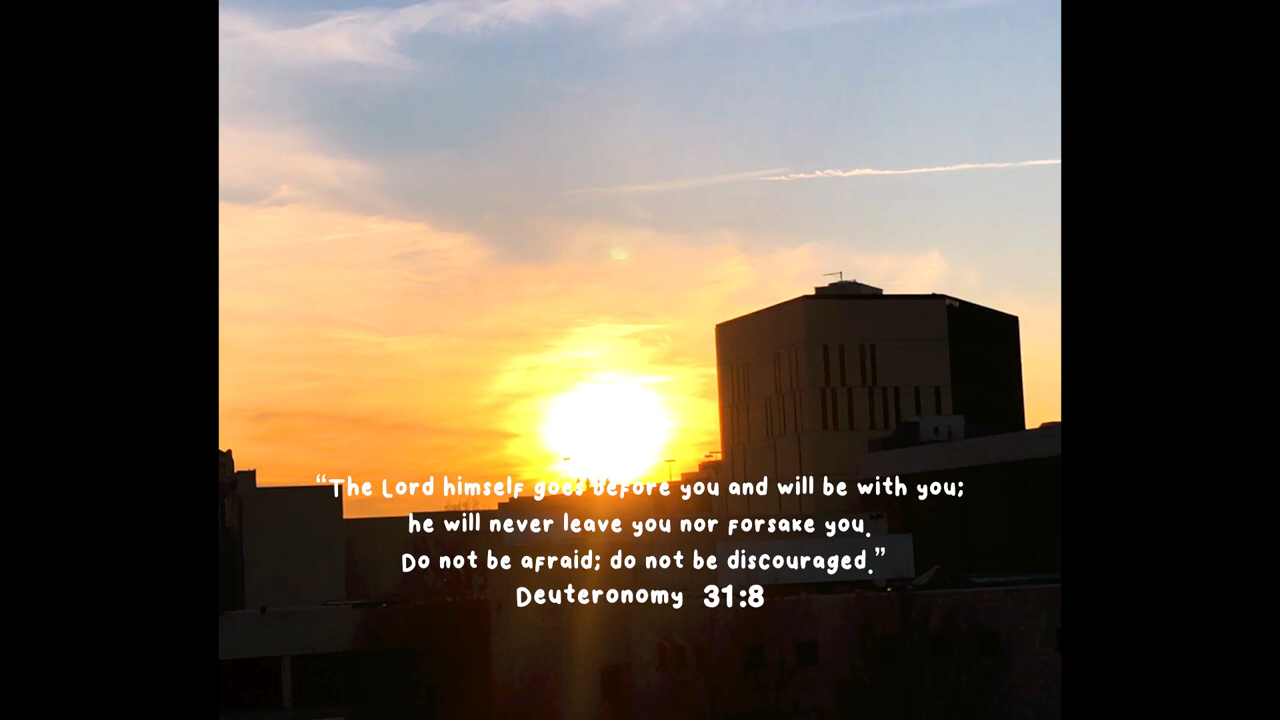 “The Lord himself goes before you and will be with you;
he will never leave you nor forsake you.
Do not be afraid; do not be discouraged.”
Deuteronomy 31:8